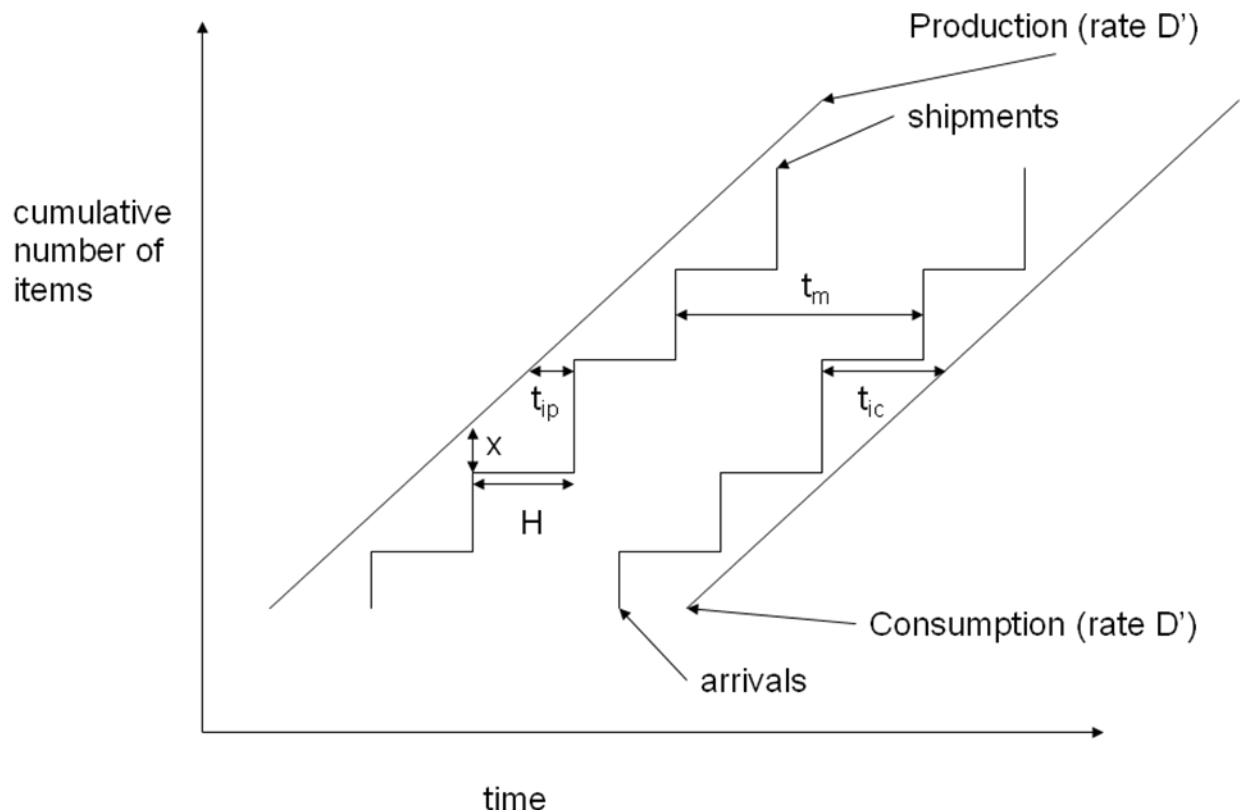 Production (rate D’)
shipments
cumulative
number of
items
tm
tip
tic
x
H
Consumption (rate D’)
arrivals
time